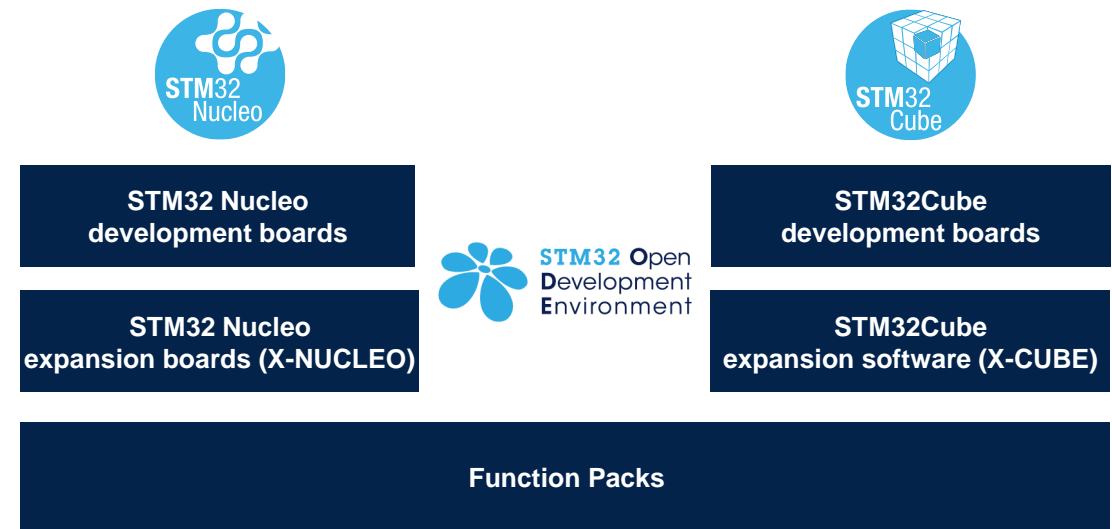 STM32
Nucleo
STM32
Cube
STM32 Nucleo
development boards
STM32Cube
development boards
STM32 Open
Development
Environment
STM32 Nucleo
expansion boards (X-NUCLEO)
STM32Cube
expansion software (X-CUBE)
Function Packs